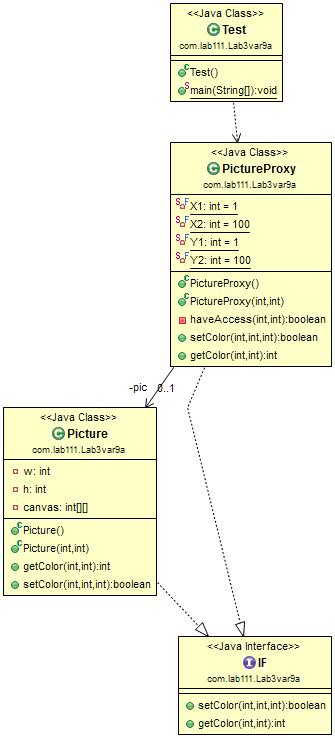 <<Java Class>>
Test
com.lab111.Lab3var9a
Test()
main(String[]):void
<<Java Class>>
PictureProxy
com.lab111.Lab3var9a
X1: int = 1
X2: int = 100
Y1: int = 1
Y2: int = 100
PictureProxy()
PictureProxy(int,int)
haveAccess(int,int):boolean
setColor(int,int,int):boolean
getColor(int,int):int
-pic 0..1
<<Java Class>>
Picture
com.lab111.Lab3var9a
w: int
h: int
canvas: int[][]
Picture()
Picture(int,int)
getColor(int,int):int
setColor(int,int,int):boolean
<<Java Interface>>
IF
com.lab111.Lab3var9a
setColor(int,int,int):boolean
getColor(int,int):int